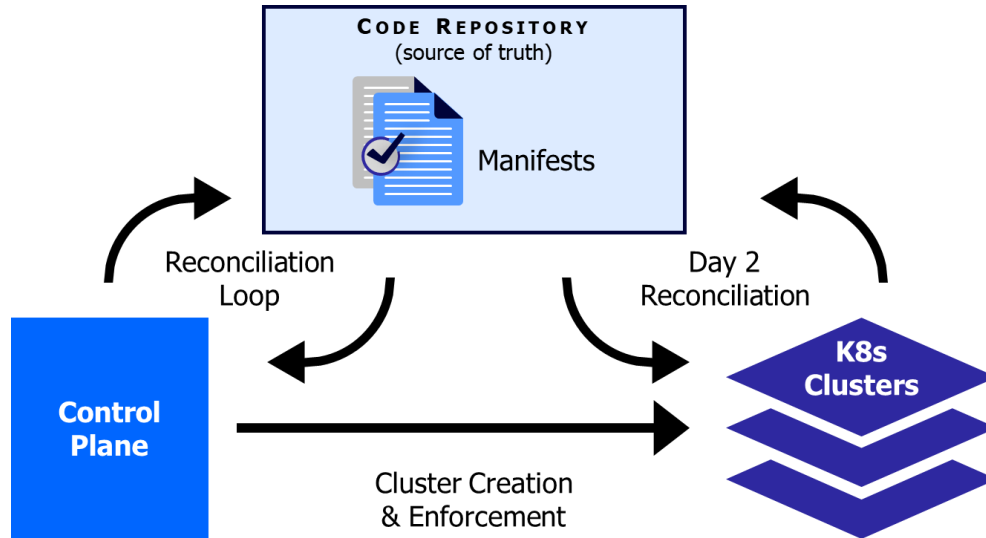 CODE REPOSITORY
(source of truth)
Manifests
Reconciliation
Loop
Day 2
Reconciliation
Control
Plane
K8s
Clusters
Cluster Creation
& Enforcement